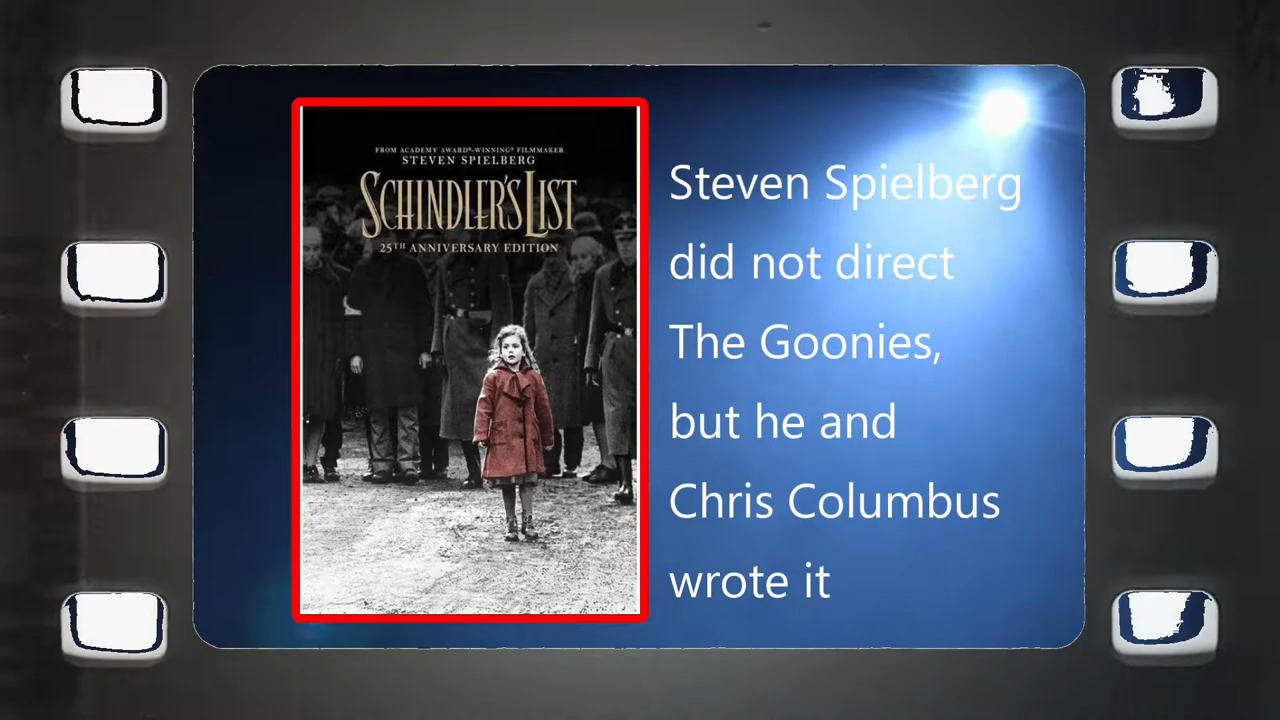 FROM ACADEMY AWARD®-WINNING® FILMMAKER
STEVEN SPIELBERG
SCHINDLER'S LIST
25TH ANNIVERSARY EDITION
Steven Spielberg
did not direct
The Goonies,
but he and
Chris Columbus
wrote it